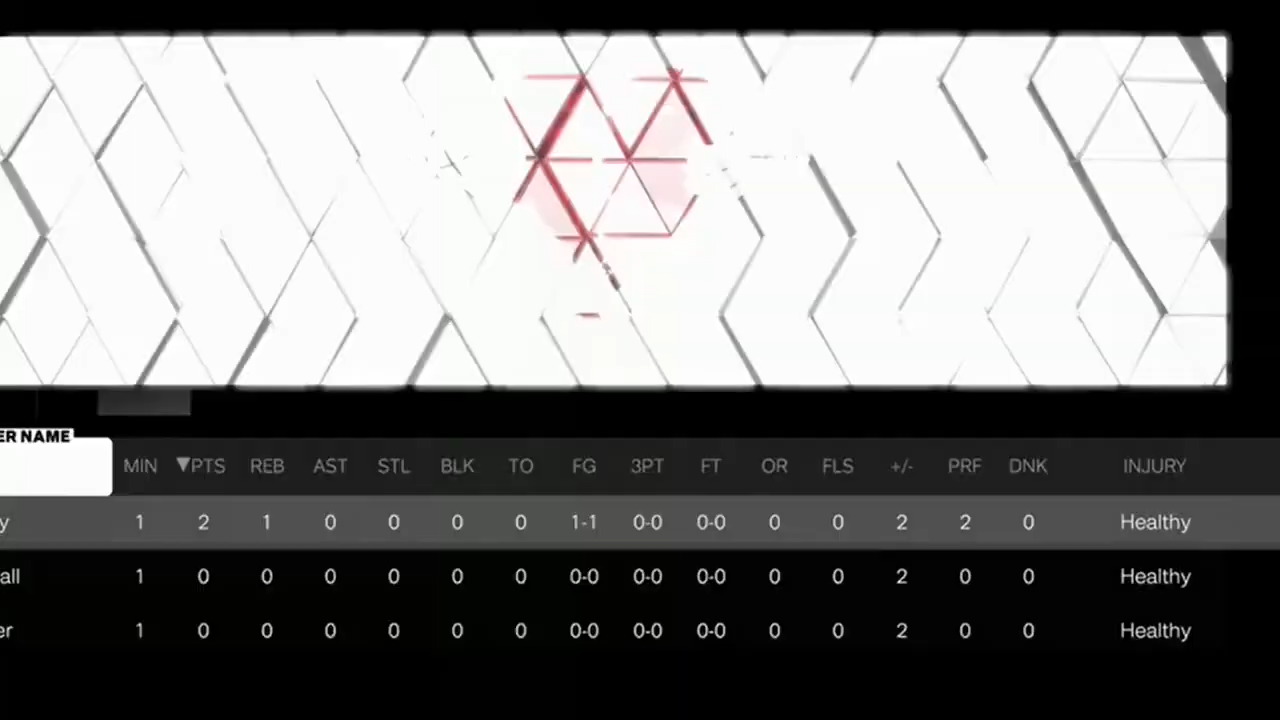 ER NAME
MIN ▼PTS REB AST STL BLK TO FG 3PT FT OR FLS +/- PRF DNK INJURY
y 1 2 1 0 0 0 0 1-1 0-0 0-0 0 0 2 2 0 Healthy
all 1 0 0 0 0 0 0 0-0 0-0 0-0 0 0 2 0 0 Healthy
er 1 0 0 0 0 0 0 0-0 0-0 0-0 0 0 2 0 0 Healthy